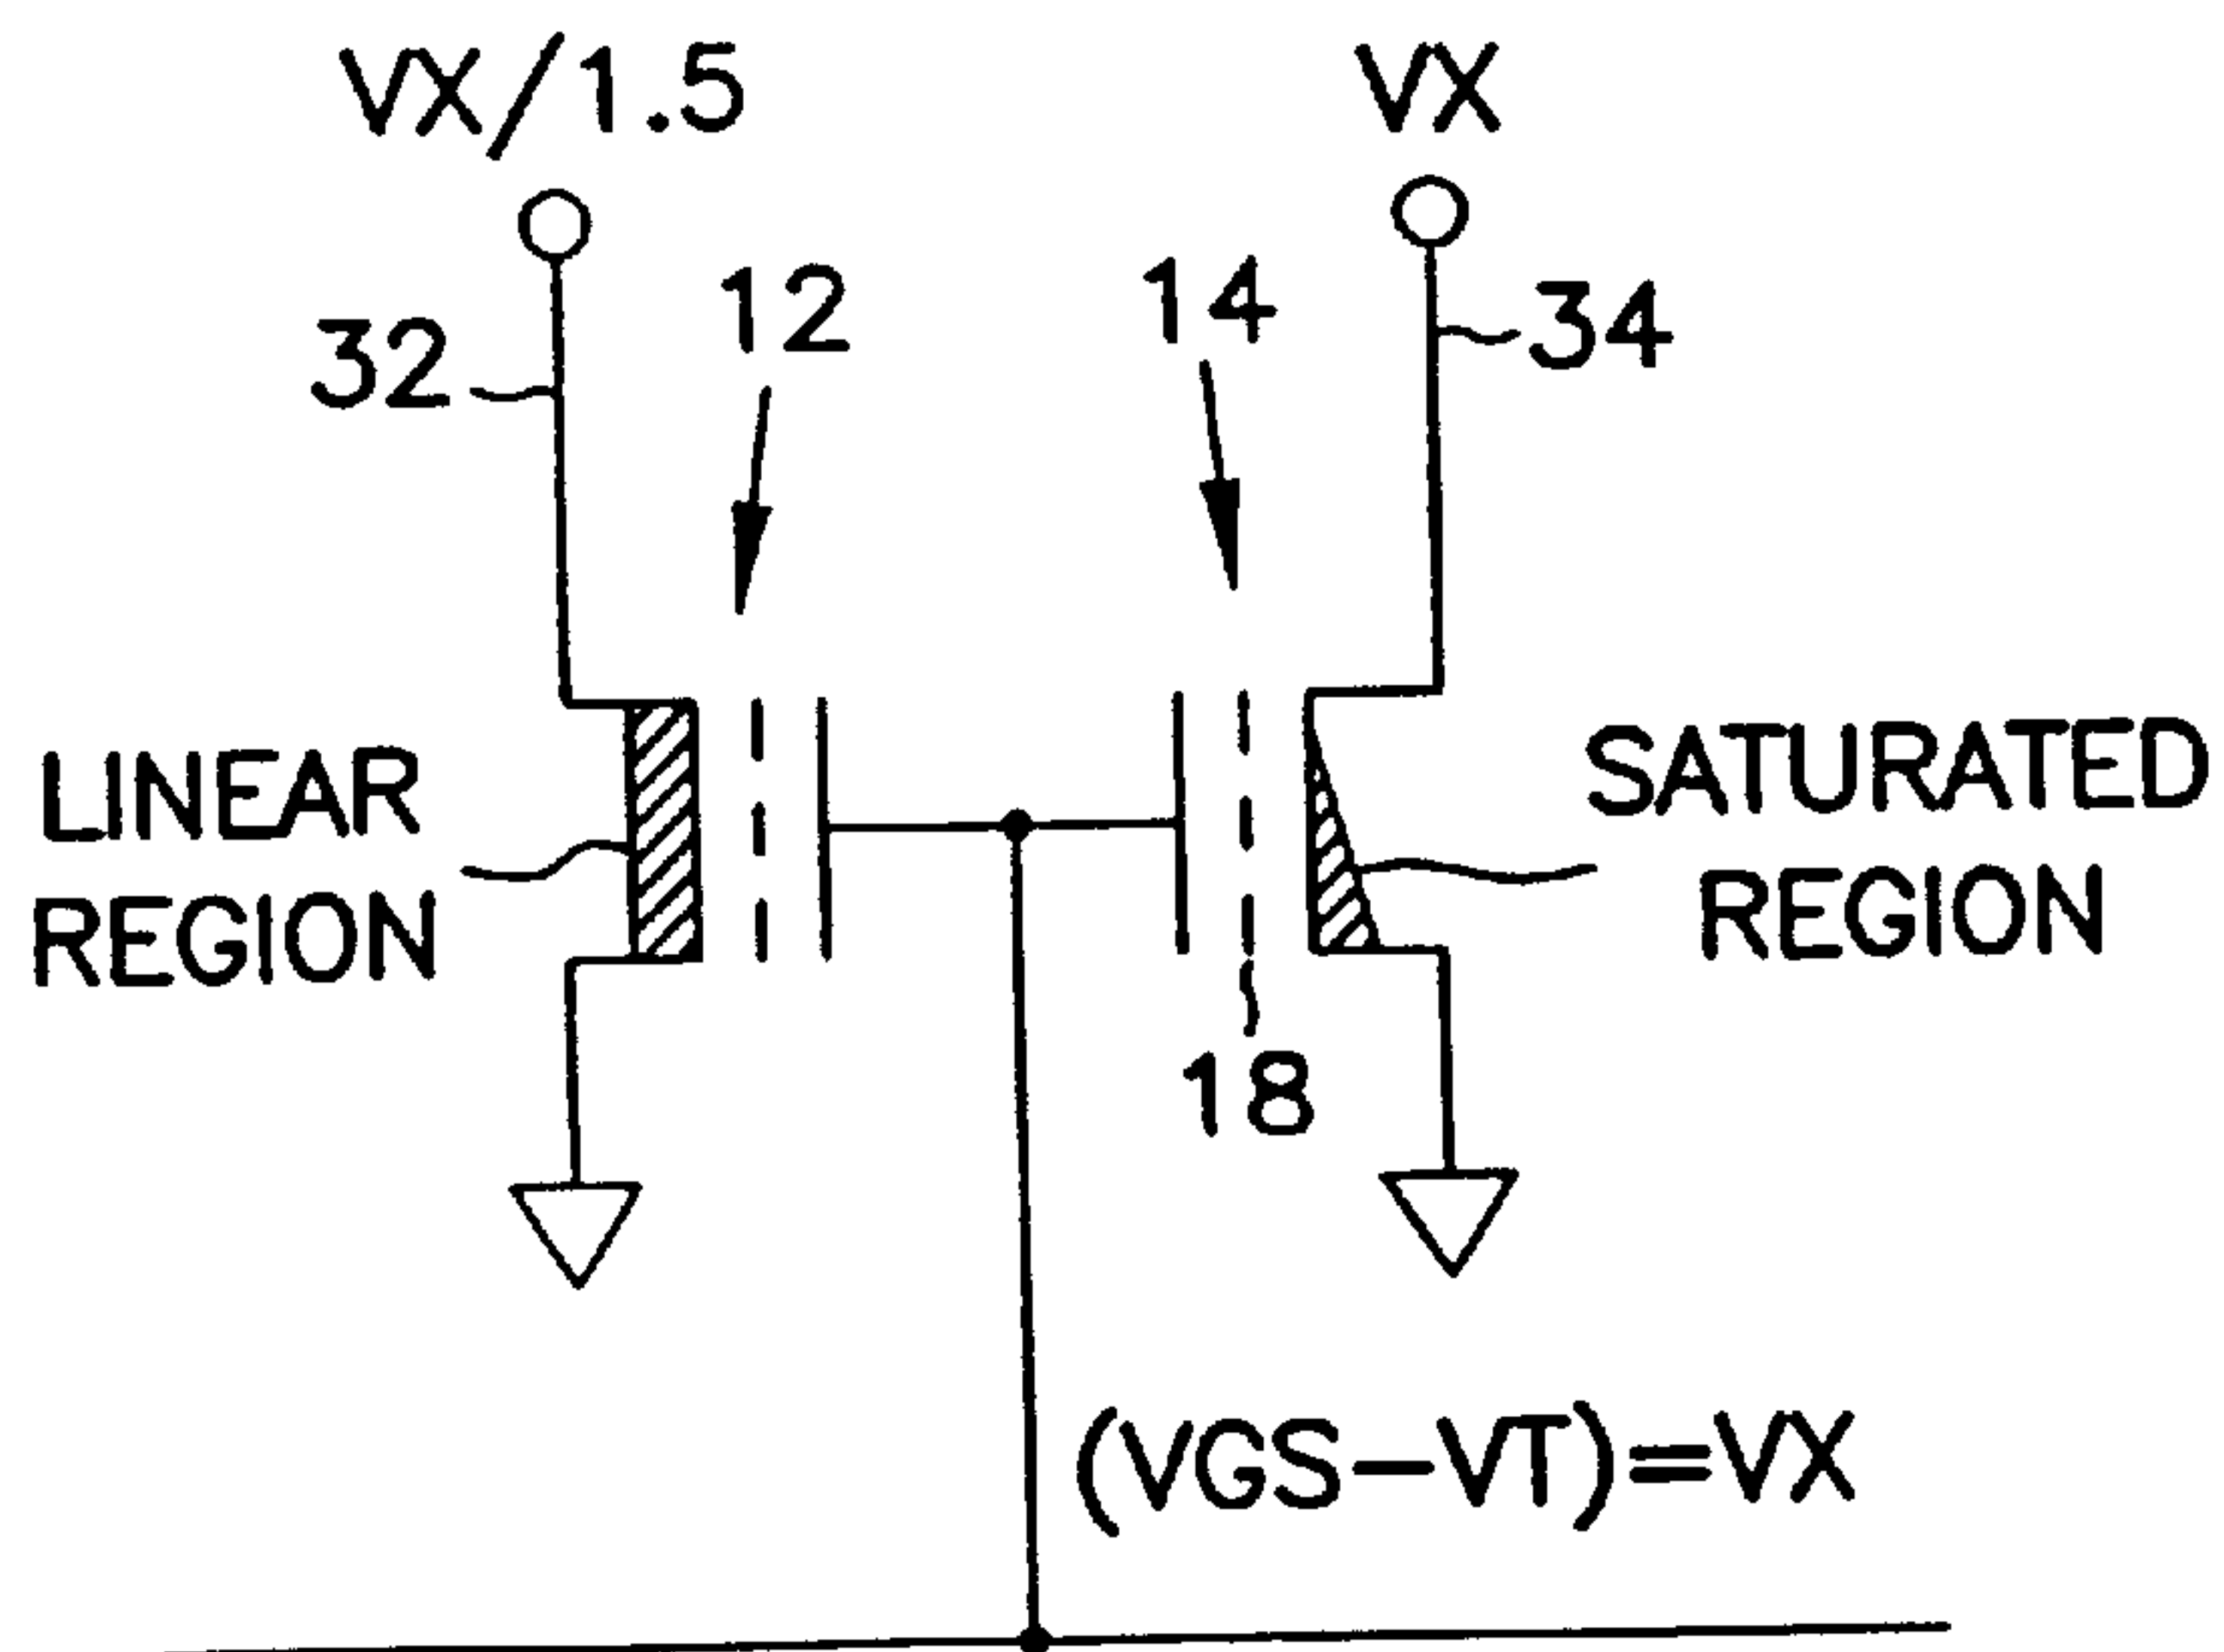 VX/1.5
VX
12
14
32
34
LINEAR
REGION
SATURATED
REGION
18
(VGS-VT)=VX